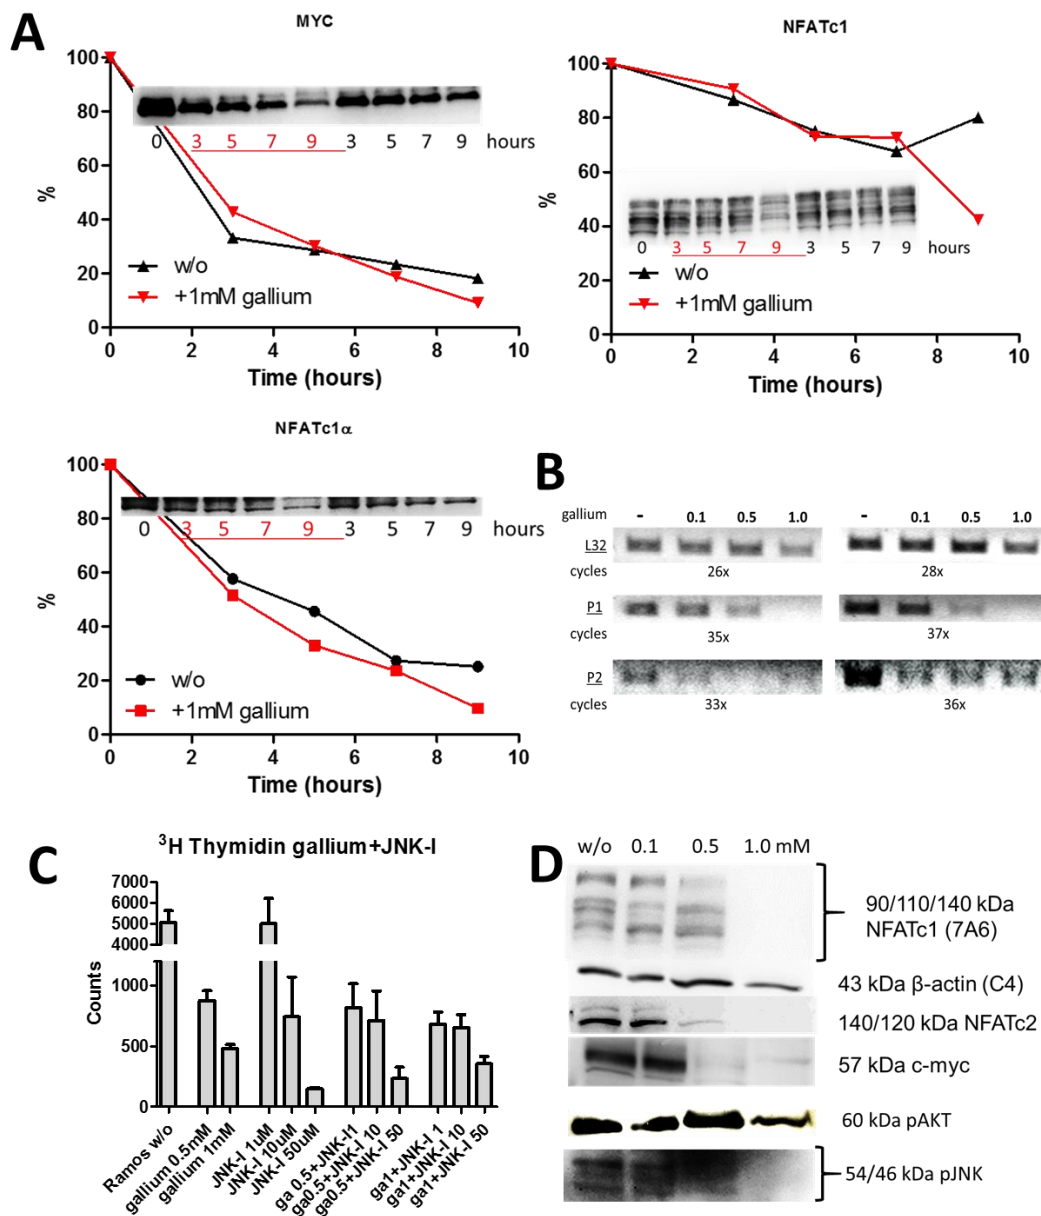 A
MYC
100
80
60
40
20
0
%
0 3 5 7 9 3 5 7 9 hours
w/o
+1mM gallium
0 2 4 6 8 10
Time (hours)
NFATc1
100
80
60
40
20
0
%
0 3 5 7 9 3 5 7 9 hours
w/o
+1mM gallium
0 2 4 6 8 10
Time (hours)
NFATc1α
100
80
60
40
20
0
%
0 3 5 7 9 3 5 7 9 hours
w/o
+1mM gallium
0 2 4 6 8 10
Time (hours)
B
gallium - 0.1 0.5 1.0 - 0.1 0.5 1.0
L32
cycles 26x 28x
P1
cycles 35x 37x
P2
cycles 33x 36x
C
³H Thymidin gallium+JNK-I
7000
6000
5000
4000
1000
500
0
Counts
Ramos w/o
gallium 0.5mM
gallium 1mM
JNK-I 1uM
JNK-I 10uM
JNK-I 50uM
ga 0.5+JNK-I1
ga0.5+JNK-I 10
ga0.5+JNK-I 50
ga1+JNK-I 1
ga1+JNK-I 10
ga1+JNK-I 50
D
w/o 0.1 0.5 1.0 mM
90/110/140 kDa
NFATc1 (7A6)
43 kDa β-actin (C4)
140/120 kDa NFATc2
57 kDa c-myc
60 kDa pAKT
54/46 kDa pJNK